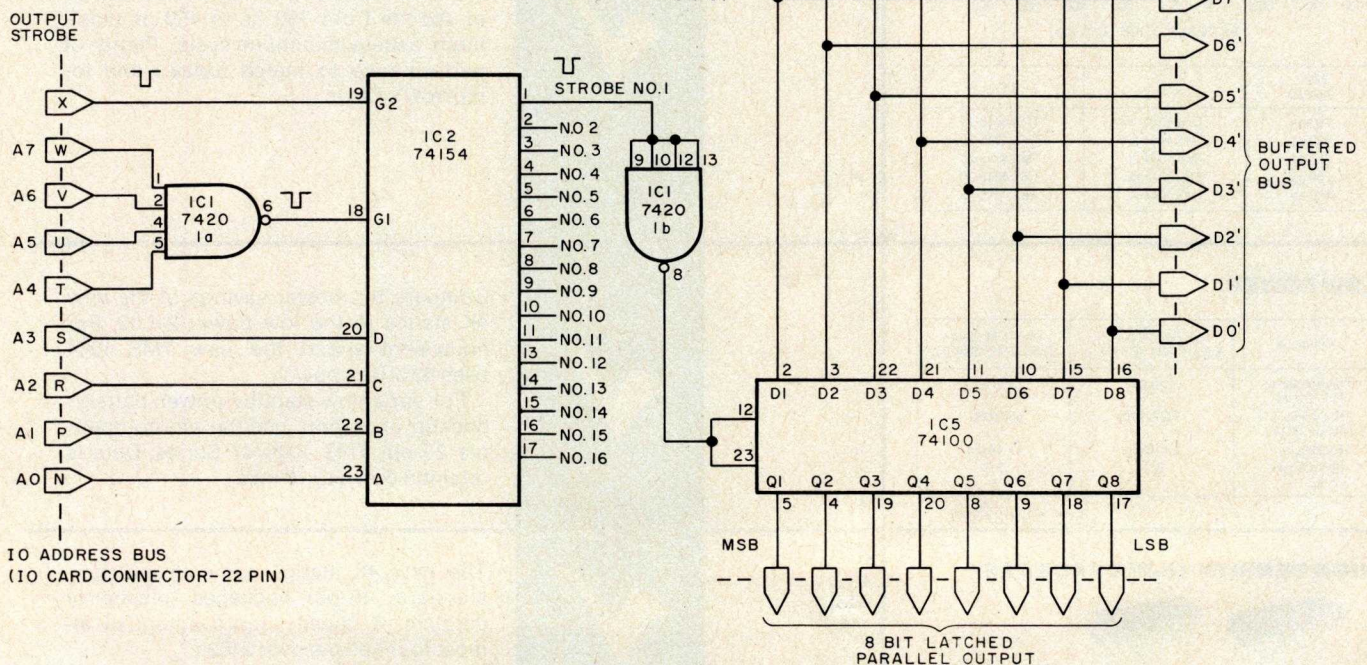 OUTPUT
STROBE
X
A7 W
A6 V
A5 U
A4 T
A3 S
A2 R
A1 P
A0 N
IO ADDRESS BUS
(IO CARD CONNECTOR-22 PIN)
1
2
4
5
IC1
7420
1a
6
19 G2
18 G1
20 D
21 C
22 B
23 A
IC2
74154
1 STROBE NO.1
2 NO 2
3 NO.3
4 NO.4
5 NO.5
6 NO.6
7 NO.7
8 NO.8
9 NO.9
10 NO.10
11 NO.11
13 NO.12
14 NO.13
15 NO.14
16 NO.15
17 NO.16
9 10 12 13
IC1
7420
1b
8
D7'
D6'
D5'
D4'
D3'
D2'
D1'
D0'
BUFFERED
OUTPUT
BUS
2 3 22 21 11 10 15 16
D1 D2 D3 D4 D5 D6 D7 D8
12
23
IC5
74100
Q1 Q2 Q3 Q4 Q5 Q6 Q7 Q8
5 4 19 20 8 9 18 17
MSB
LSB
8 BIT LATCHED
PARALLEL OUTPUT